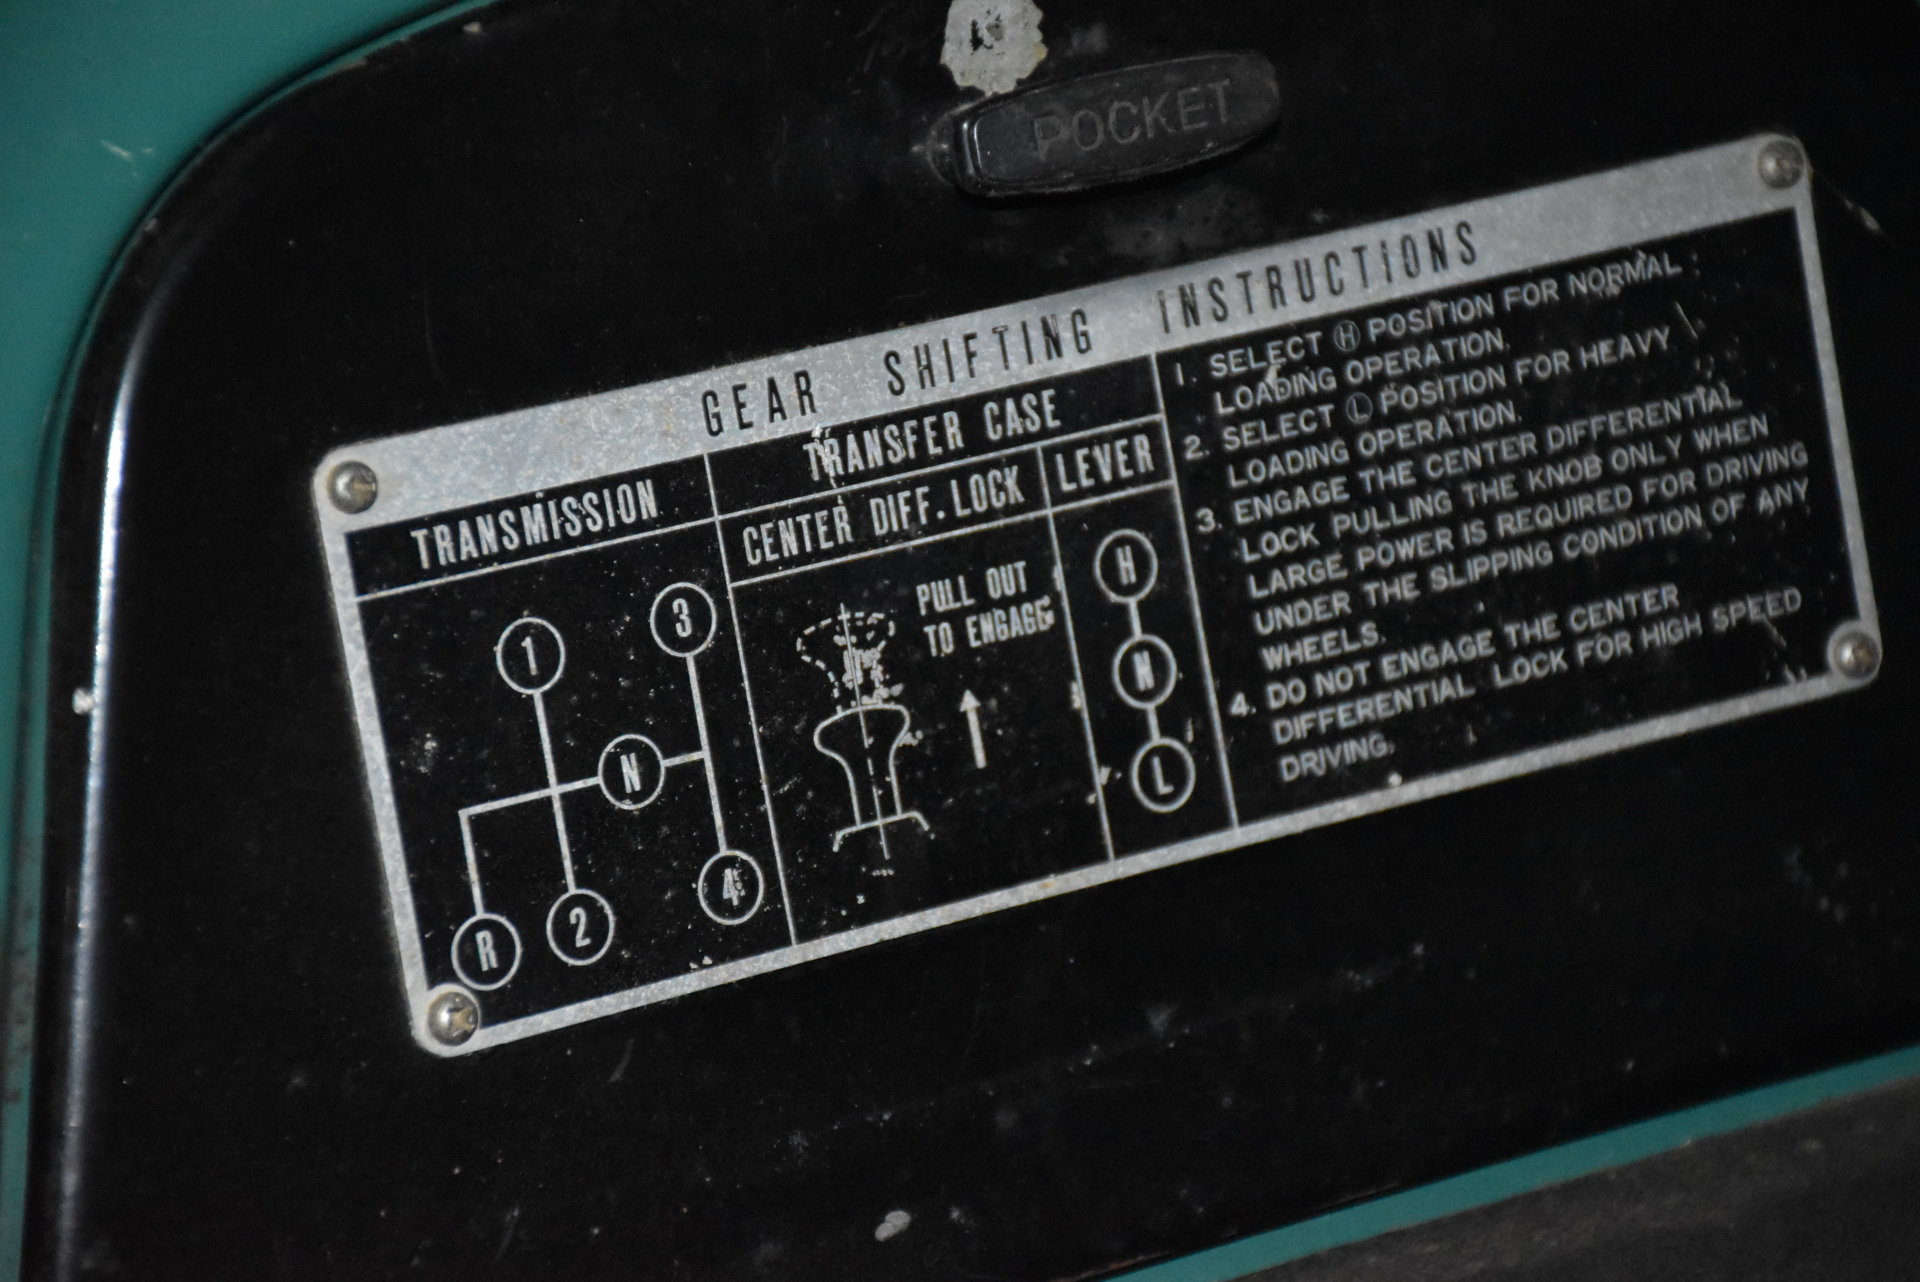 POCKET
GEAR SHIFTING INSTRUCTIONS
TRANSMISSION
1
3
N
R
2
4
TRANSFER CASE
CENTER DIFF. LOCK
PULL OUT
TO ENGAGE
LEVER
H
N
L
1. SELECT Ⓗ POSITION FOR NORMAL
LOADING OPERATION.
2. SELECT Ⓛ POSITION FOR HEAVY
LOADING OPERATION.
3. ENGAGE THE CENTER DIFFERENTIAL
LOCK PULLING THE KNOB ONLY WHEN
LARGE POWER IS REQUIRED FOR DRIVING
UNDER THE SLIPPING CONDITION OF ANY
WHEELS.
4. DO NOT ENGAGE THE CENTER
DIFFERENTIAL LOCK FOR HIGH SPEED
DRIVING.